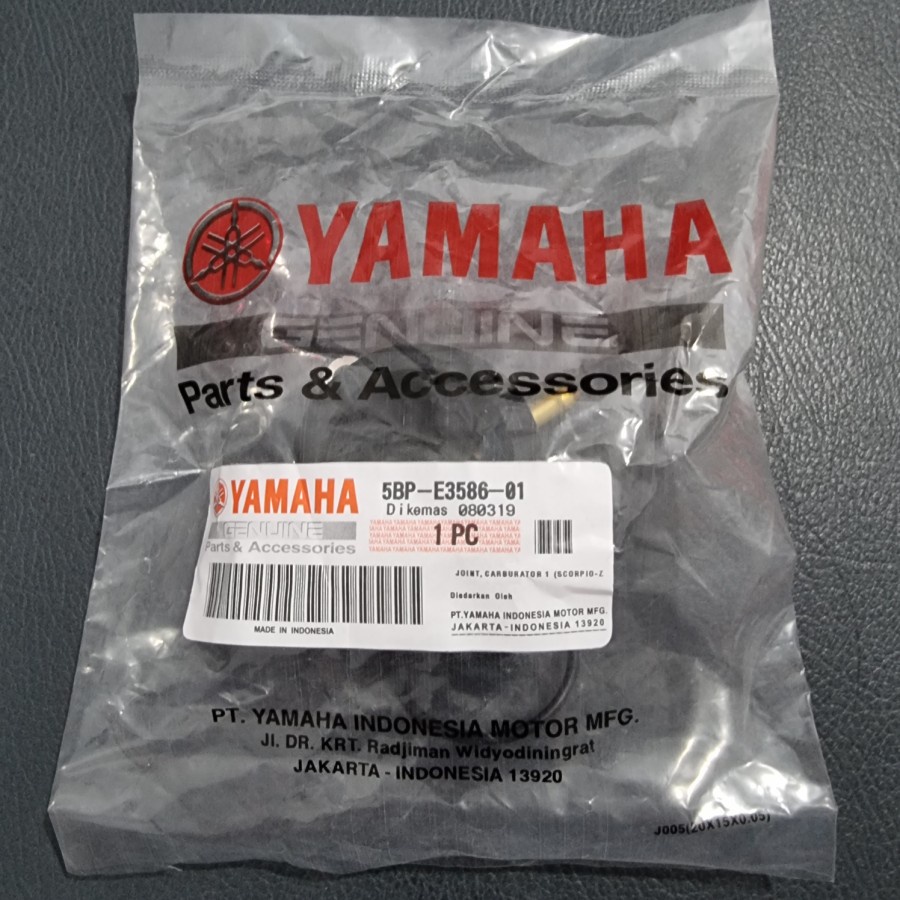 YAMAHA
GENUINE
Parts & Accessories
YAMAHA
GENUINE
Parts & Accessories
5BP-E3586-01
Dikemas 080319
1 PC
JOINT, CARBURATOR 1 (SCORPIO-Z
Diedarkan Oleh
PT.YAMAHA INDONESIA MOTOR MFG.
JAKARTA-INDONESIA 13920
MADE IN INDONESIA
PT. YAMAHA INDONESIA MOTOR MFG.
Jl. DR. KRT. Radjiman Widyodiningrat
JAKARTA - INDONESIA 13920
J005(20X15X0.05)